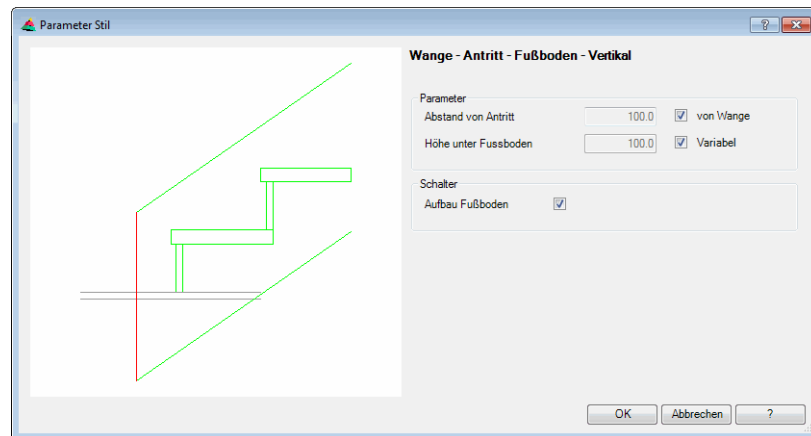 Parameter Stil
?
Wange - Antritt - Fußboden - Vertikal
Parameter
Abstand von Antritt 100.0 von Wange
Höhe unter Fussboden 100.0 Variabel
Schalter
Aufbau Fußboden
OK Abbrechen ?